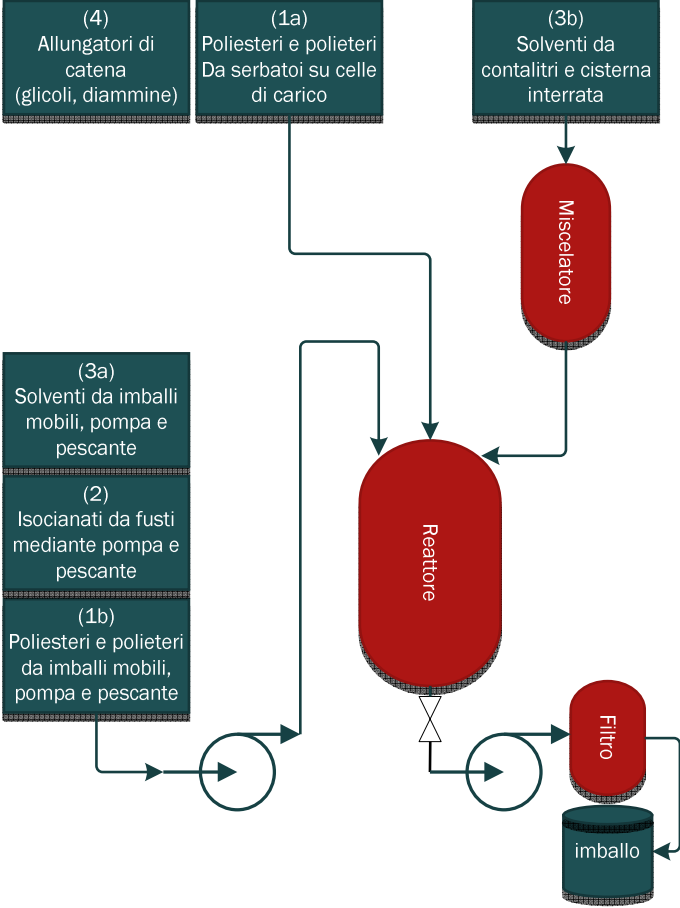 (4)
Allungatori di
catena
(glicoli, diammine)
(1a)
Poliesteri e polieteri
Da serbatoi su celle
di carico
(3b)
Solventi da
contalitri e cisterna
interrata
Miscelatore
(3a)
Solventi da imballi
mobili, pompa e
pescante
(2)
Isocianati da fusti
mediante pompa e
pescante
(1b)
Poliesteri e polieteri
da imballi mobili,
pompa e pescante
Reattore
Filtro
imballo